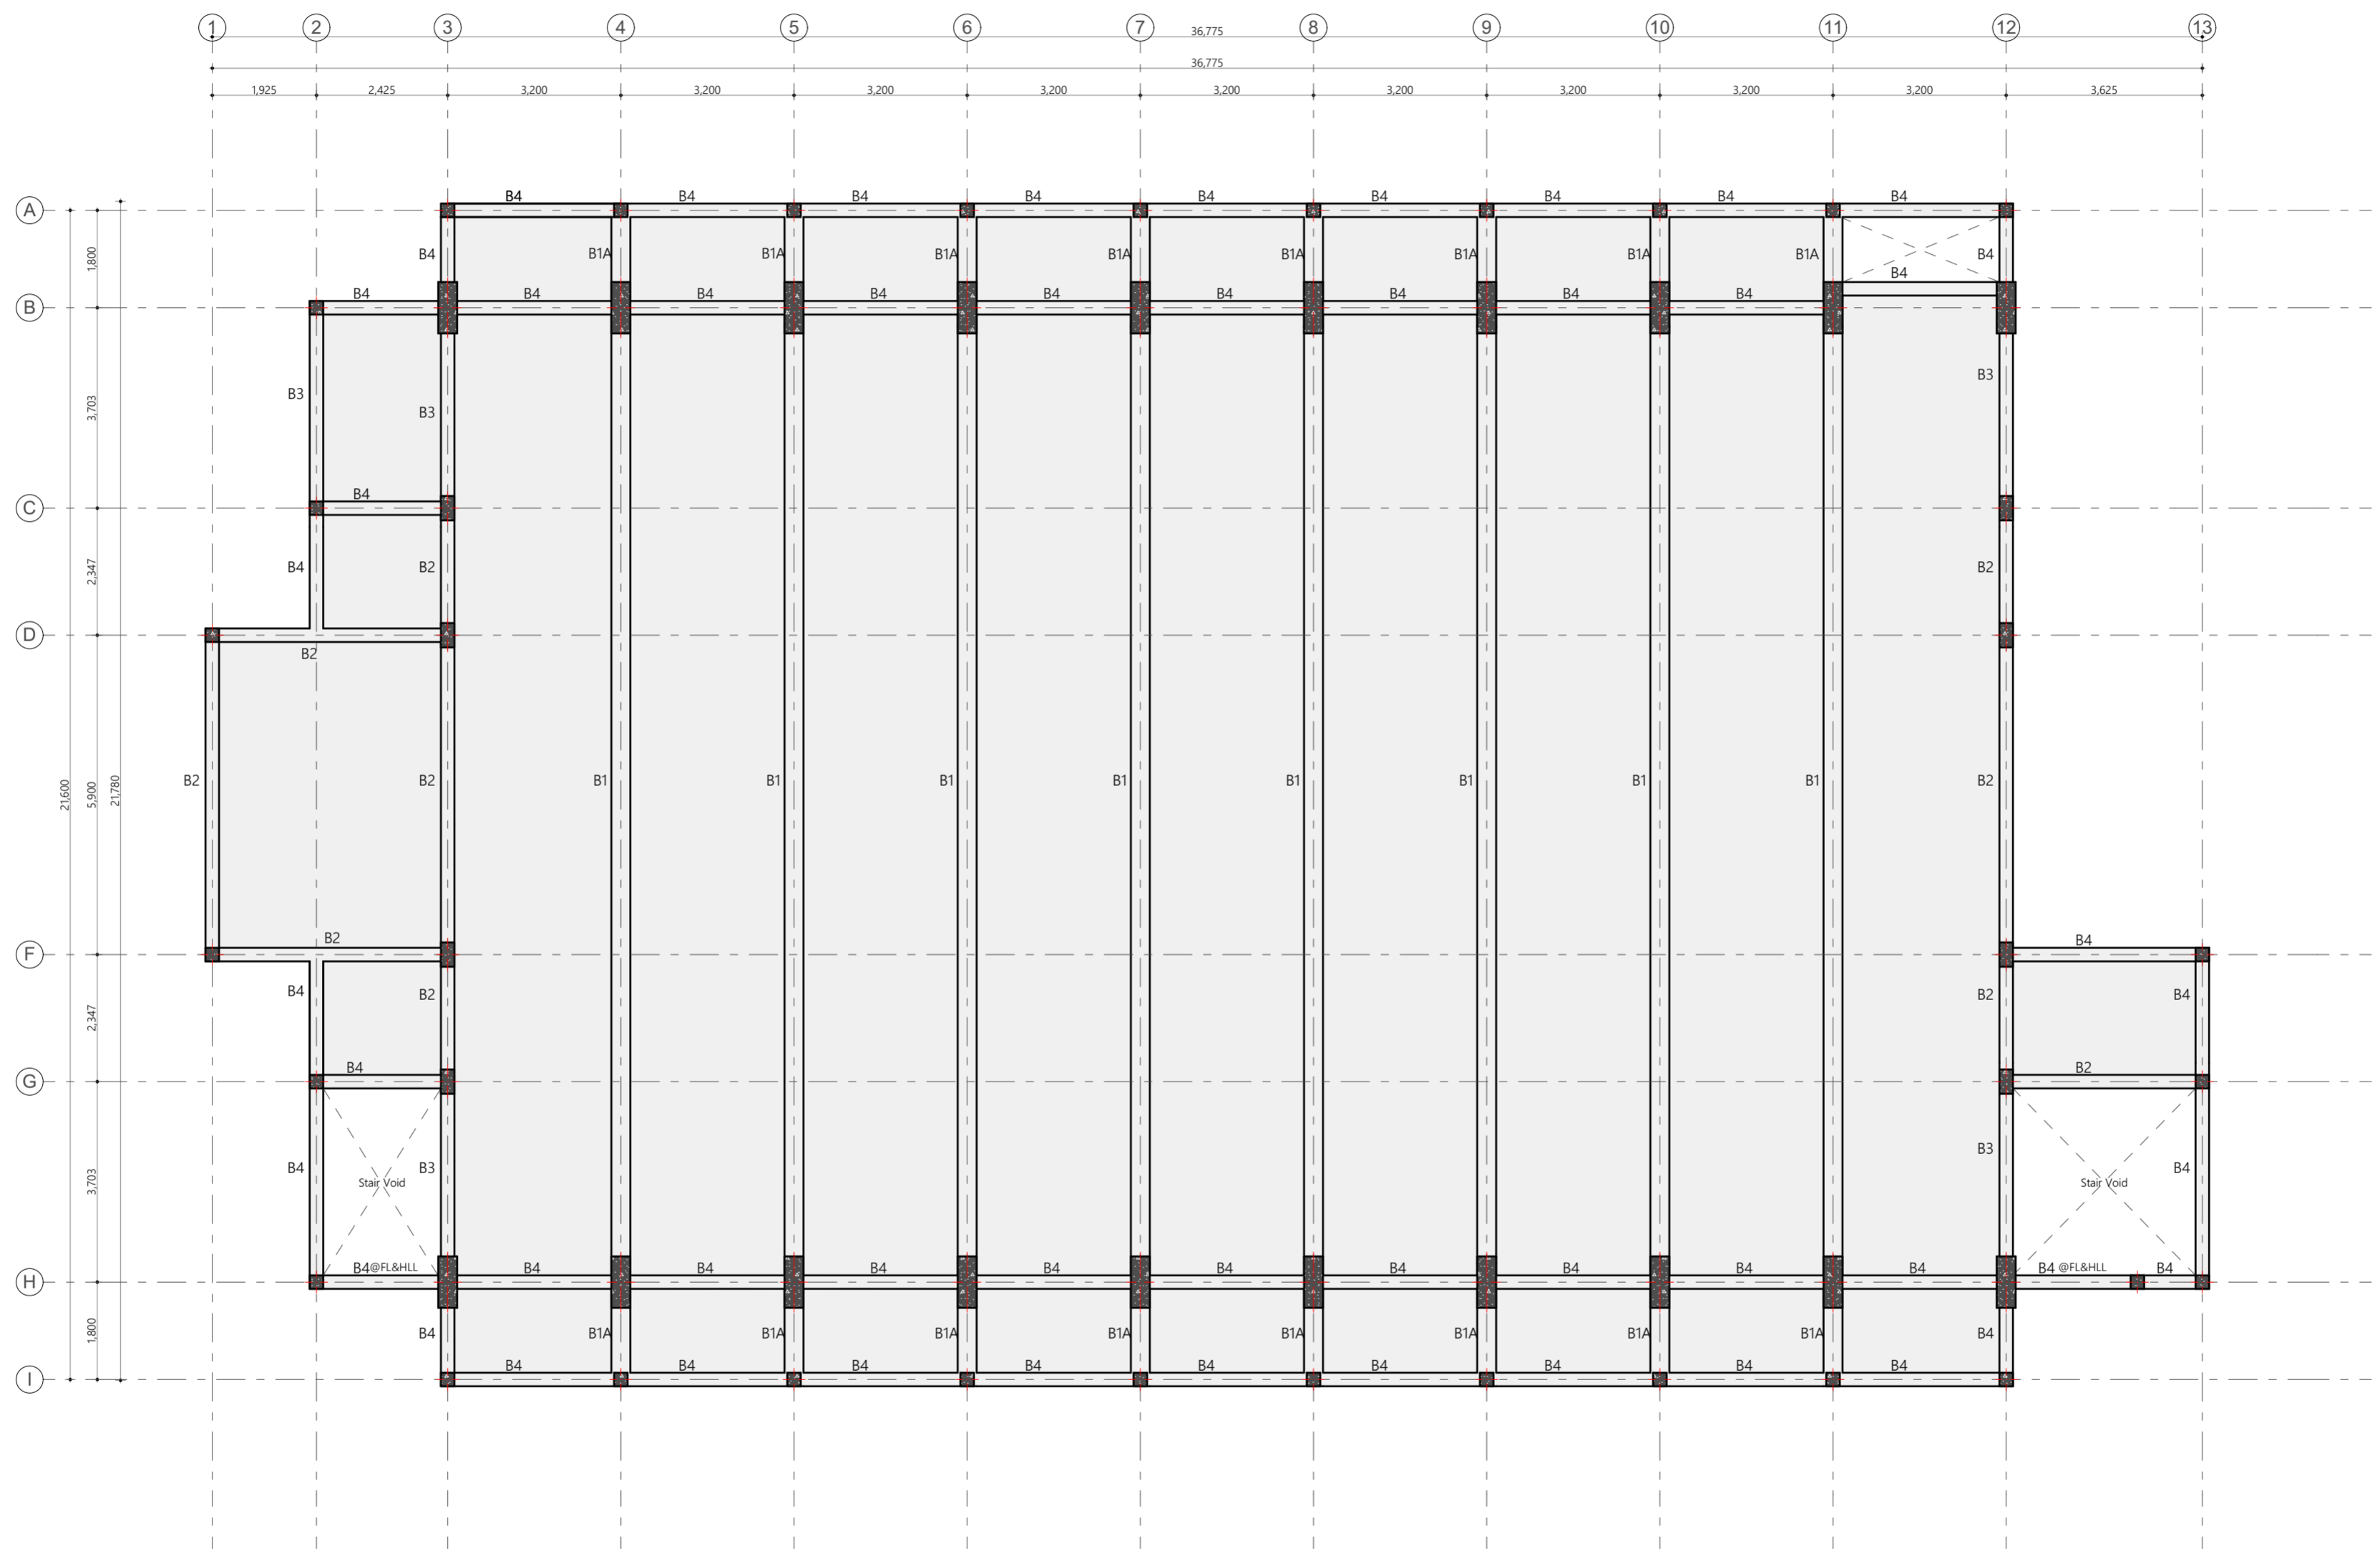 1 2 3 4 5 6 7 8 9 10 11 12 13
36,775
36,775
1,925 2,425 3,200 3,200 3,200 3,200 3,200 3,200 3,200 3,200 3,200 3,625
B4 B4 B4 B4 B4 B4 B4 B4 B4
A
1,800
B4 B1A B1A B1A B1A B1A B1A B1A B1A B4
B4
B4 B4 B4 B4 B4 B4 B4 B4 B4
B
B3
B3 B3
3,703
B4
C
B4 B2 B2
2,347
D
B2
B2 B2 B1 B1 B1 B1 B1 B1 B1 B1 B2
21,600 5,900 21,780
B2 B4
F
B4 B2 B2 B4
2,347
B4 B2
G
B3
B4 B3 B4
3,703
Stair Void Stair Void
B4@FL&HLL B4 B4 B4 B4 B4 B4 B4 B4 B4 B4 @FL&HLL B4
H
1,800
B4 B1A B1A B1A B1A B1A B1A B1A B1A B4
B4 B4 B4 B4 B4 B4 B4 B4 B4
I